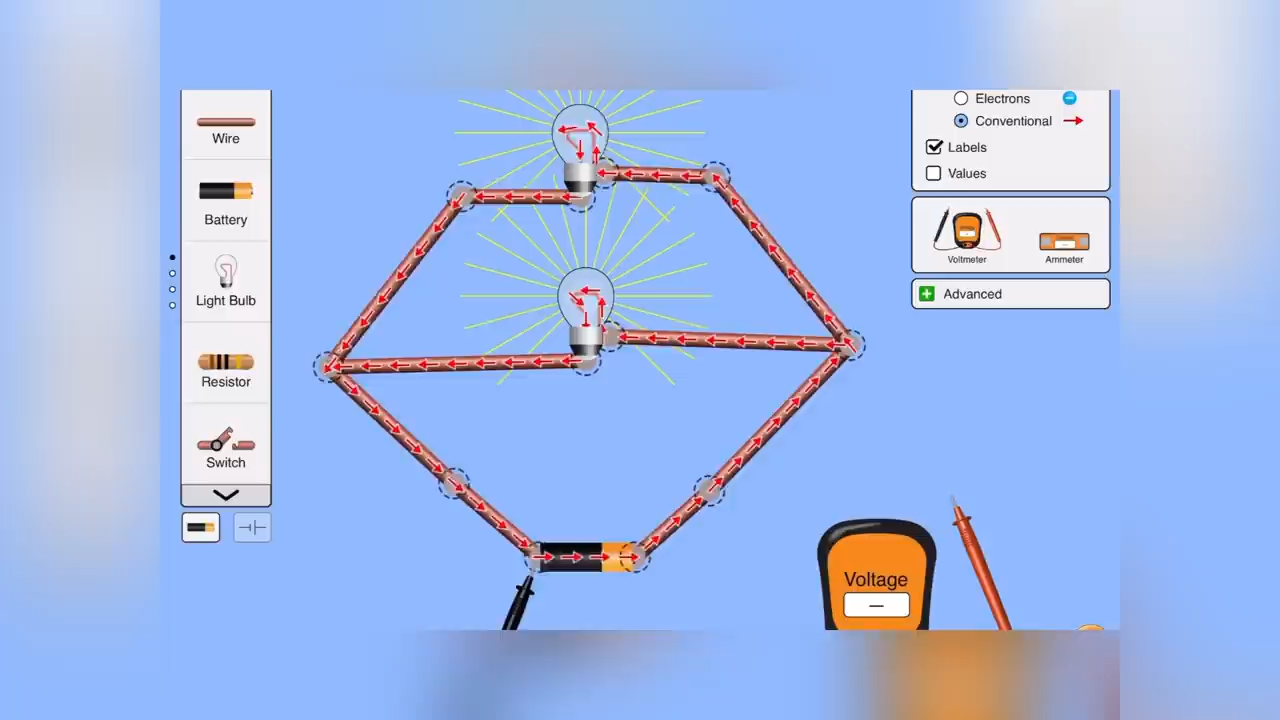 Wire
Battery
Light Bulb
Resistor
Switch
Electrons
Conventional
Labels
Values
Voltmeter
Ammeter
Advanced
Voltage
—